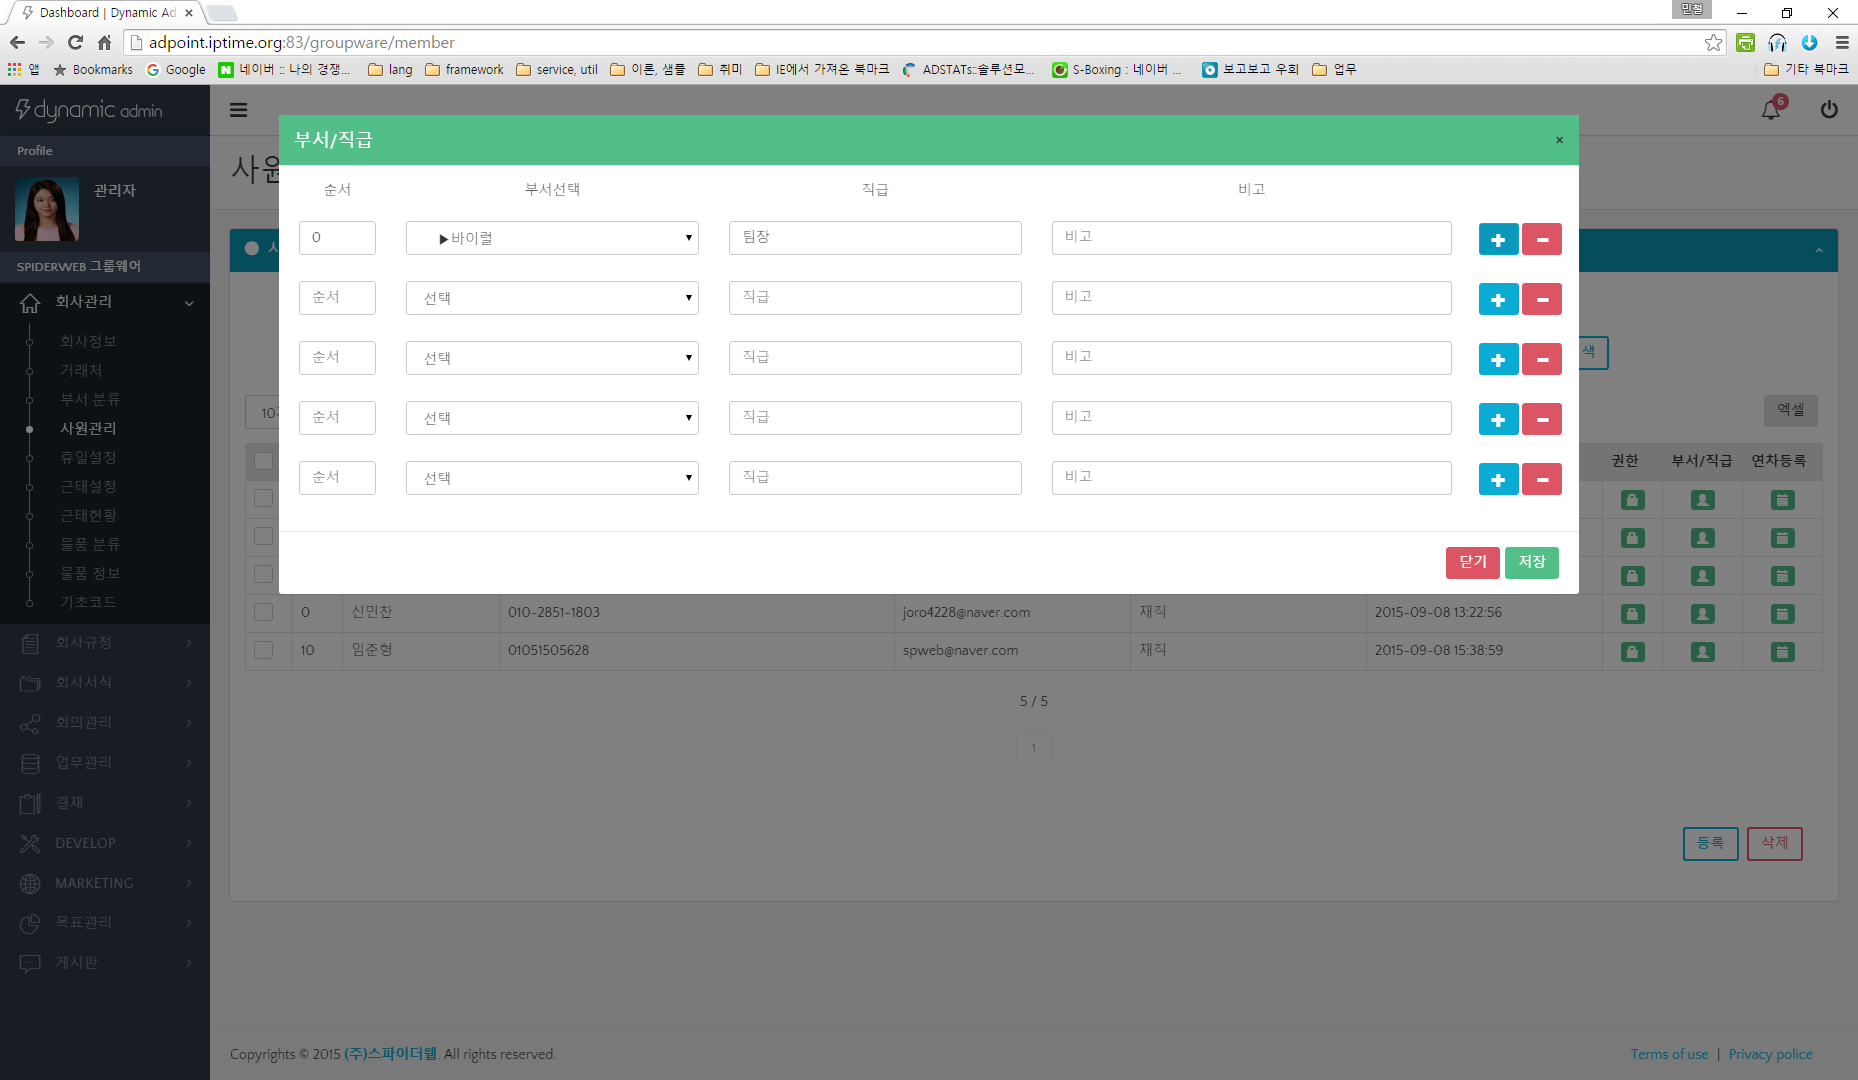 Dashboard | Dynamic Ad
민철
adpoint.iptime.org:83/groupware/member
앱 Bookmarks Google 네이버 :: 나의 경쟁... lang framework service, util 이론, 샘플 취미 IE에서 가져온 북마크 ADSTATs::솔루션모... S-Boxing : 네이버 ... 보고보고 우회 업무 기타 북마크
dynamic admin
6
Profile
관리자
SPIDERWEB 그룹웨어
회사관리
회사정보
거래처
부서 분류
사원관리
휴일설정
근태설정
근태현황
물품 분류
물품 정보
기초코드
회사규정
회사서식
회의관리
업무관리
결재
DEVELOP
MARKETING
목표관리
게시판
사원
부서/직급 ×
순서 부서선택 직급 비고
0 ▶바이럴 팀장 비고
순서 선택 직급 비고
순서 선택 직급 비고
순서 선택 직급 비고
순서 선택 직급 비고
닫기 저장
색
10
엑셀
권한 부서/직급 연차등록
0 신민찬 010-2851-1803 joro4228@naver.com 재직 2015-09-08 13:22:56
10 임준형 01051505628 spweb@naver.com 재직 2015-09-08 15:38:59
5 / 5
1
등록 삭제
Copyrights © 2015 (주)스파이더웹. All rights reserved.
Terms of use | Privacy police